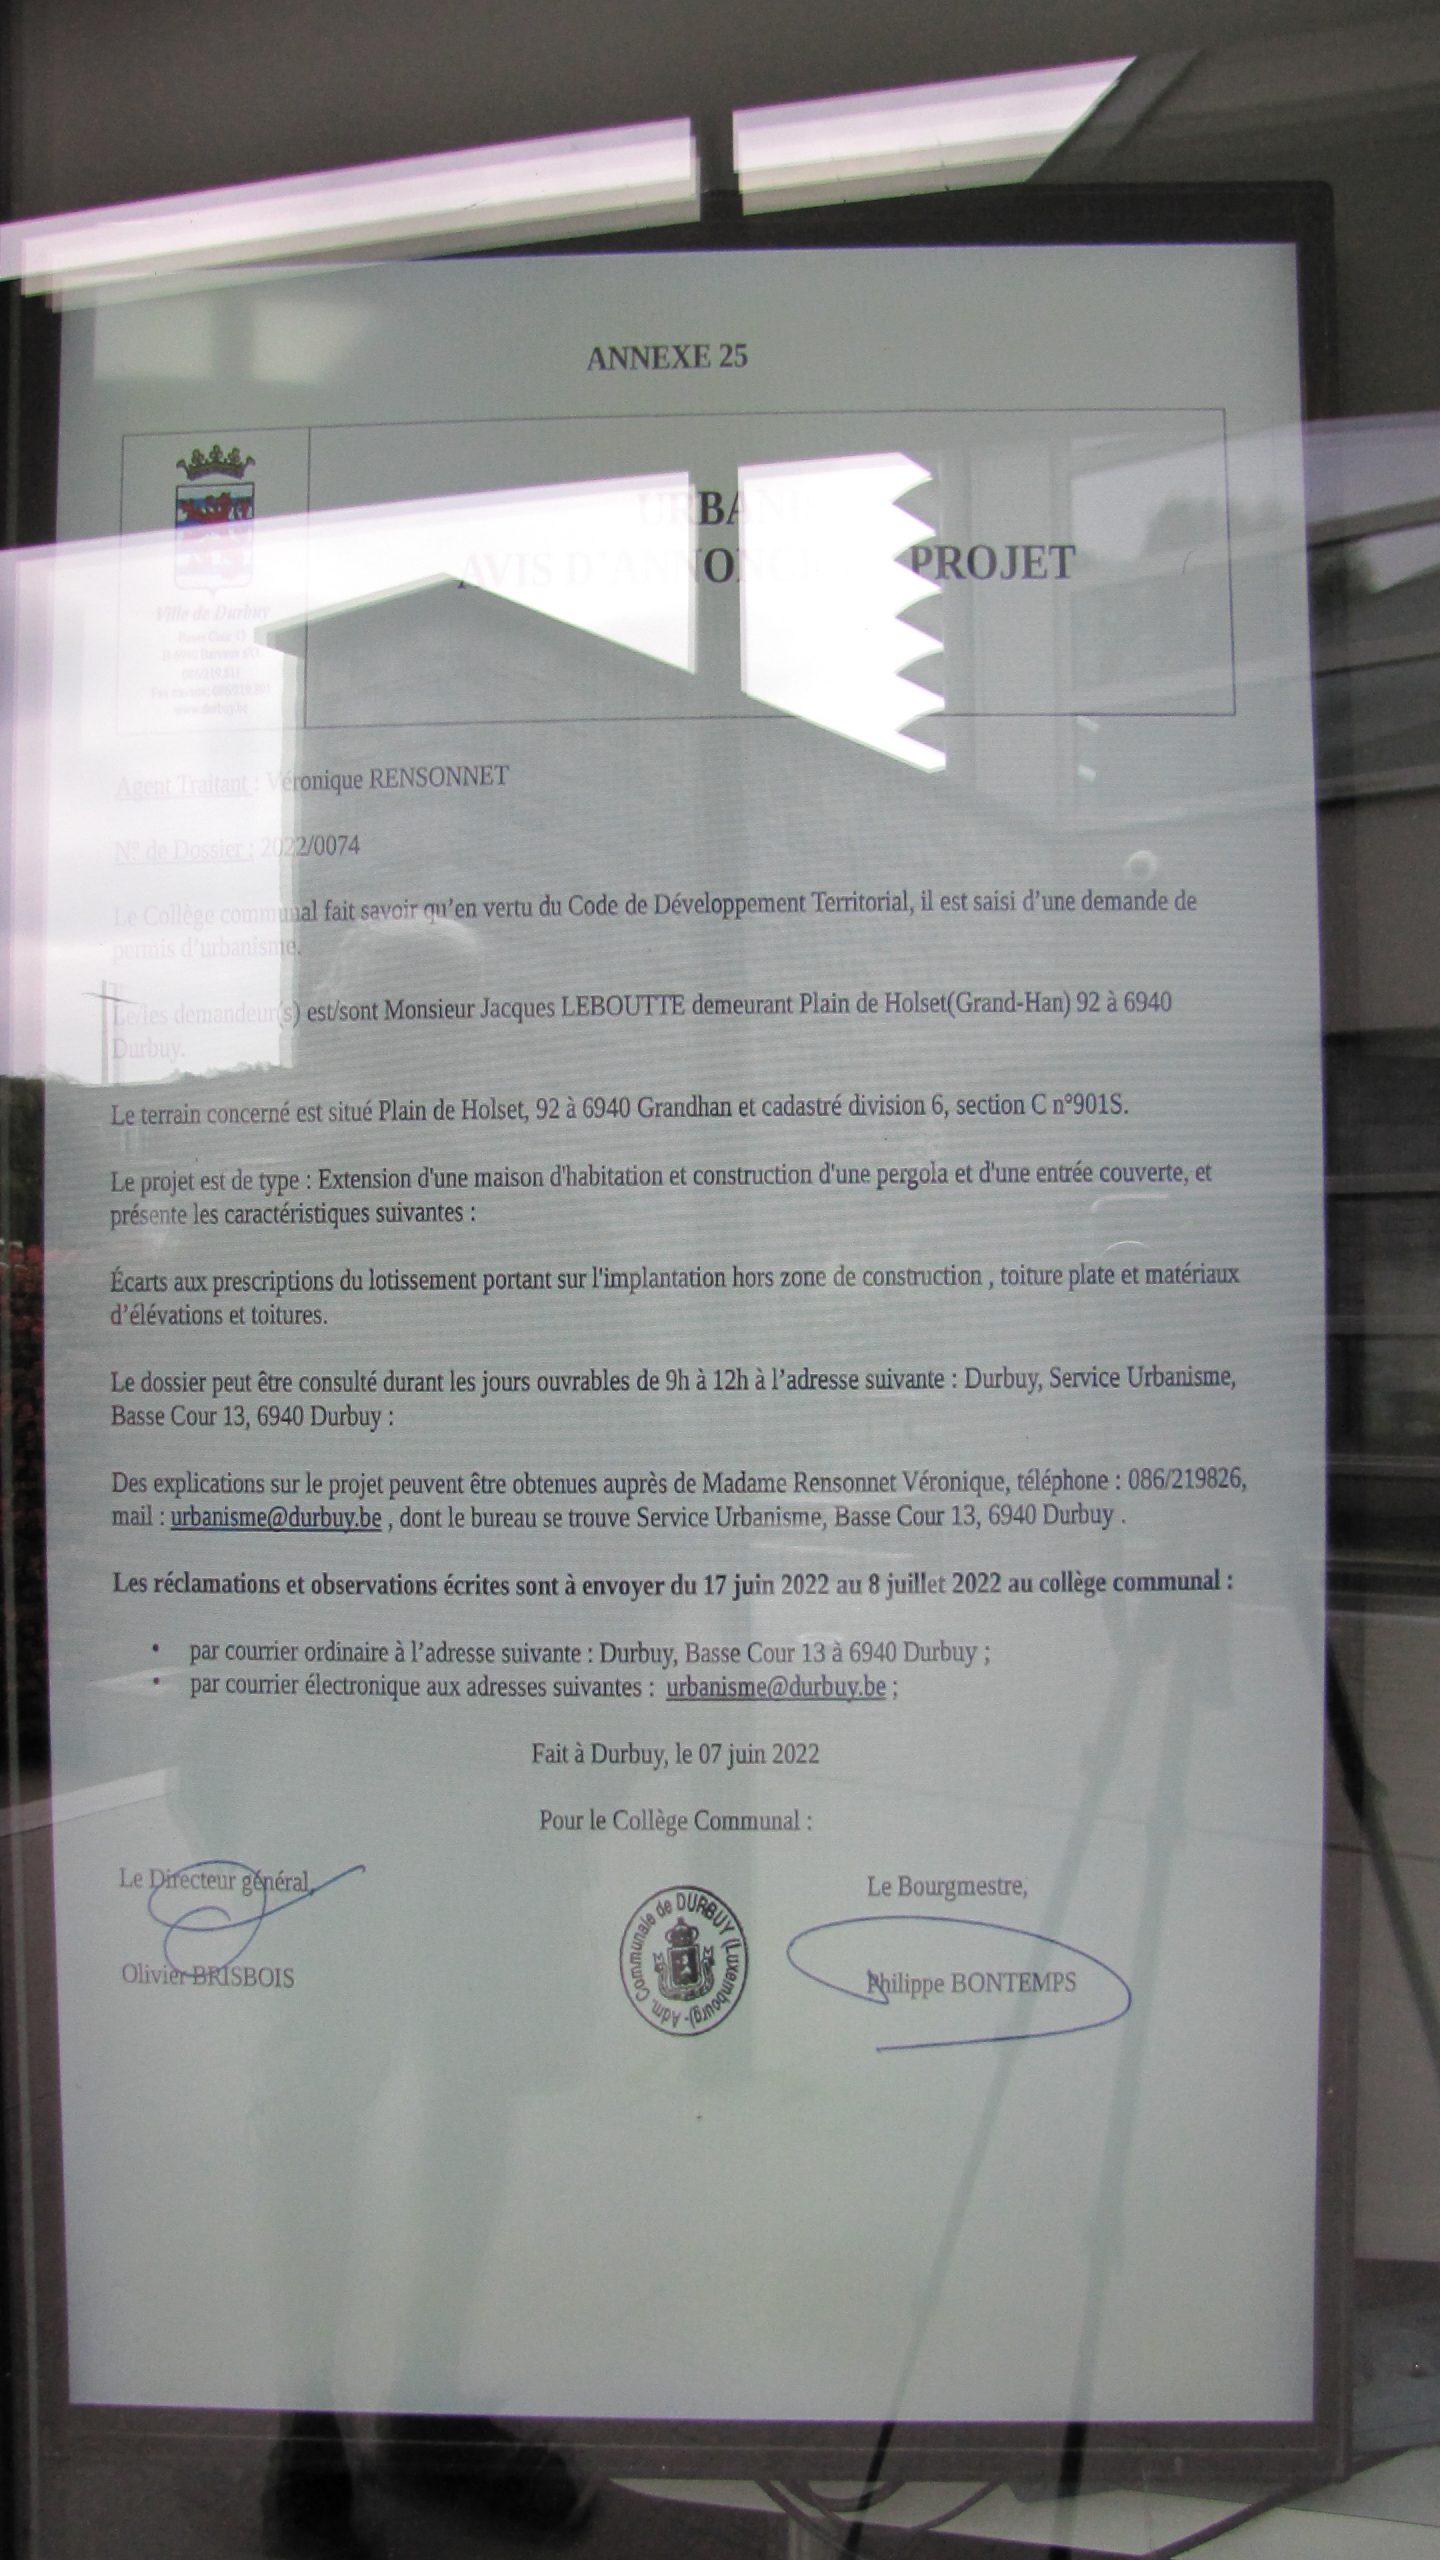 ANNEXE 25
URBANI
AVIS D'ANNONC PROJET
Ville de Durbuy
www.durbuy.be
Agent Traitant : Véronique RENSONNET
N° de Dossier : 2022/0074
Le Collège communal fait savoir qu’en vertu du Code de Développement Territorial, il est saisi d’une demande de
permis d’urbanisme.
Le/les demandeur(s) est/sont Monsieur Jacques LEBOUTTE demeurant Plain de Holset(Grand-Han) 92 à 6940
Durbuy.
Le terrain concerné est situé Plain de Holset, 92 à 6940 Grandhan et cadastré division 6, section C n°901S.
Le projet est de type : Extension d'une maison d'habitation et construction d'une pergola et d'une entrée couverte, et
présente les caractéristiques suivantes :
Écarts aux prescriptions du lotissement portant sur l'implantation hors zone de construction , toiture plate et matériaux
d’élévations et toitures.
Le dossier peut être consulté durant les jours ouvrables de 9h à 12h à l’adresse suivante : Durbuy, Service Urbanisme,
Basse Cour 13, 6940 Durbuy :
Des explications sur le projet peuvent être obtenues auprès de Madame Rensonnet Véronique, téléphone : 086/219826,
mail : urbanisme@durbuy.be , dont le bureau se trouve Service Urbanisme, Basse Cour 13, 6940 Durbuy .
Les réclamations et observations écrites sont à envoyer du 17 juin 2022 au 8 juillet 2022 au collège communal :
• par courrier ordinaire à l’adresse suivante : Durbuy, Basse Cour 13 à 6940 Durbuy ;
• par courrier électronique aux adresses suivantes : urbanisme@durbuy.be ;
Fait à Durbuy, le 07 juin 2022
Pour le Collège Communal :
Le Directeur général,
Le Bourgmestre,
Adm. Communale de DURBUY (Luxembourg)-
Olivier BRISBOIS
Philippe BONTEMPS